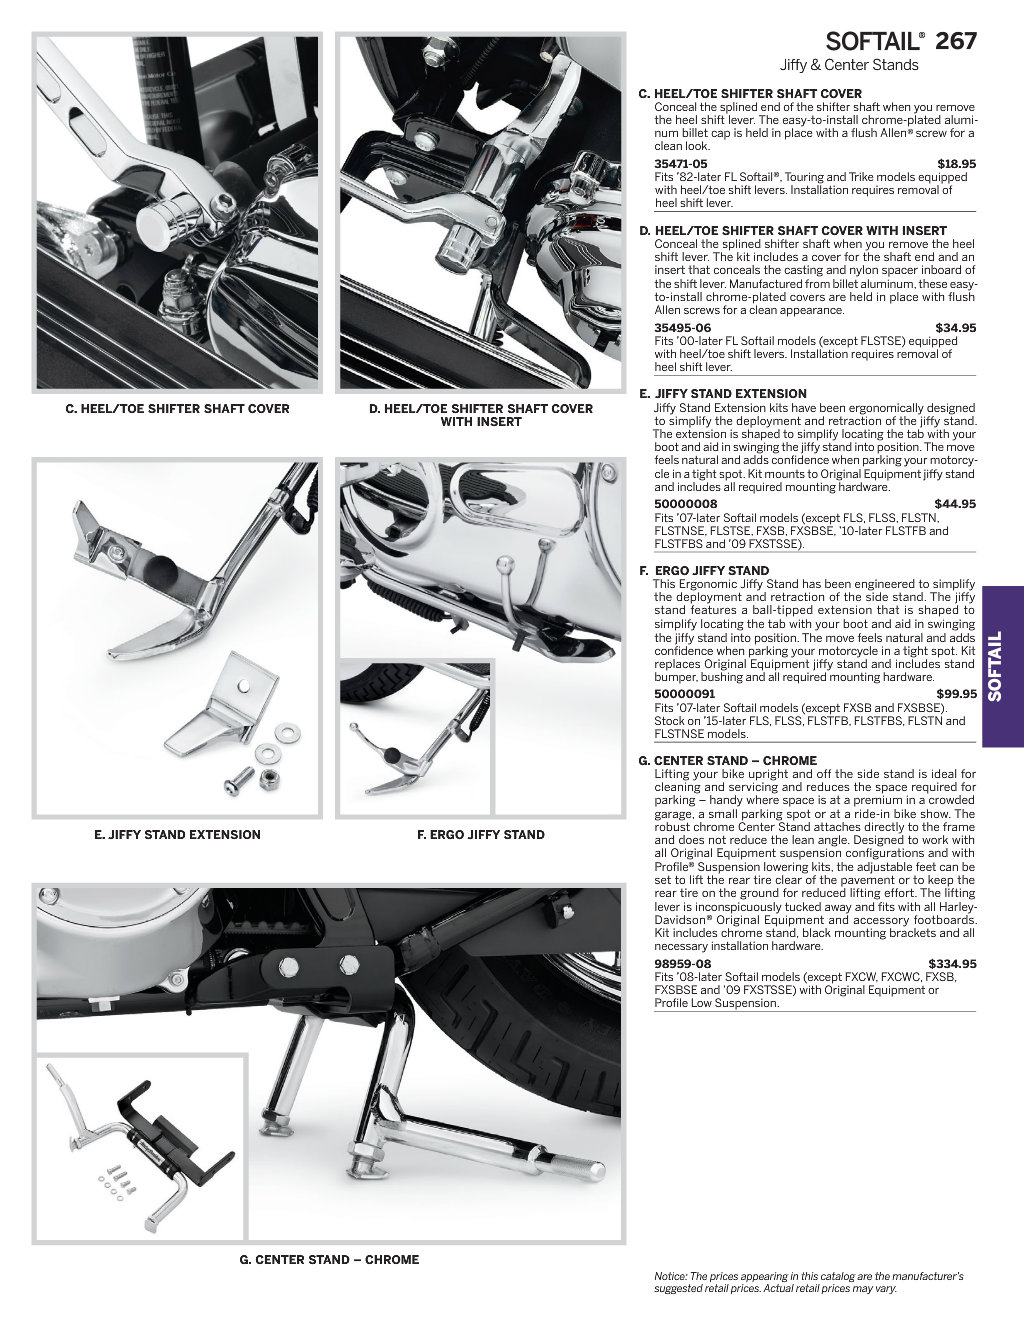 SOFTAIL® 267
Jiffy & Center Stands
C. HEEL/TOE SHIFTER SHAFT COVER
D. HEEL/TOE SHIFTER SHAFT COVER
WITH INSERT
E. JIFFY STAND EXTENSION
F. ERGO JIFFY STAND
G. CENTER STAND – CHROME
C. HEEL/TOE SHIFTER SHAFT COVER
Conceal the splined end of the shifter shaft when you remove
the heel shift lever. The easy-to-install chrome-plated alumi-
num billet cap is held in place with a flush Allen® screw for a
clean look.
35471-05 $18.95
Fits ’82-later FL Softail®, Touring and Trike models equipped
with heel/toe shift levers. Installation requires removal of
heel shift lever.
D. HEEL/TOE SHIFTER SHAFT COVER WITH INSERT
Conceal the splined shifter shaft when you remove the heel
shift lever. The kit includes a cover for the shaft end and an
insert that conceals the casting and nylon spacer inboard of
the shift lever. Manufactured from billet aluminum, these easy-
to-install chrome-plated covers are held in place with flush
Allen screws for a clean appearance.
35495-06 $34.95
Fits ’00-later FL Softail models (except FLSTSE) equipped
with heel/toe shift levers. Installation requires removal of
heel shift lever.
E. JIFFY STAND EXTENSION
Jiffy Stand Extension kits have been ergonomically designed
to simplify the deployment and retraction of the jiffy stand.
The extension is shaped to simplify locating the tab with your
boot and aid in swinging the jiffy stand into position. The move
feels natural and adds confidence when parking your motorcy-
cle in a tight spot. Kit mounts to Original Equipment jiffy stand
and includes all required mounting hardware.
50000008 $44.95
Fits ’07-later Softail models (except FLS, FLSS, FLSTN,
FLSTNSE, FLSTSE, FXSB, FXSBSE, ’10-later FLSTFB and
FLSTFBS and ’09 FXSTSSE).
F. ERGO JIFFY STAND
This Ergonomic Jiffy Stand has been engineered to simplify
the deployment and retraction of the side stand. The jiffy
stand features a ball-tipped extension that is shaped to
simplify locating the tab with your boot and aid in swinging
the jiffy stand into position. The move feels natural and adds
confidence when parking your motorcycle in a tight spot. Kit
replaces Original Equipment jiffy stand and includes stand
bumper, bushing and all required mounting hardware.
50000091 $99.95
Fits ’07-later Softail models (except FXSB and FXSBSE).
Stock on ’15-later FLS, FLSS, FLSTFB, FLSTFBS, FLSTN and
FLSTNSE models.
G. CENTER STAND – CHROME
Lifting your bike upright and off the side stand is ideal for
cleaning and servicing and reduces the space required for
parking – handy where space is at a premium in a crowded
garage, a small parking spot or at a ride-in bike show. The
robust chrome Center Stand attaches directly to the frame
and does not reduce the lean angle. Designed to work with
all Original Equipment suspension configurations and with
Profile® Suspension lowering kits, the adjustable feet can be
set to lift the rear tire clear of the pavement or to keep the
rear tire on the ground for reduced lifting effort. The lifting
lever is inconspicuously tucked away and fits with all Harley-
Davidson® Original Equipment and accessory footboards.
Kit includes chrome stand, black mounting brackets and all
necessary installation hardware.
98959-08 $334.95
Fits ’08-later Softail models (except FXCW, FXCWC, FXSB,
FXSBSE and ’09 FXSTSSE) with Original Equipment or
Profile Low Suspension.
SOFTAIL
Notice: The prices appearing in this catalog are the manufacturer’s
suggested retail prices. Actual retail prices may vary.